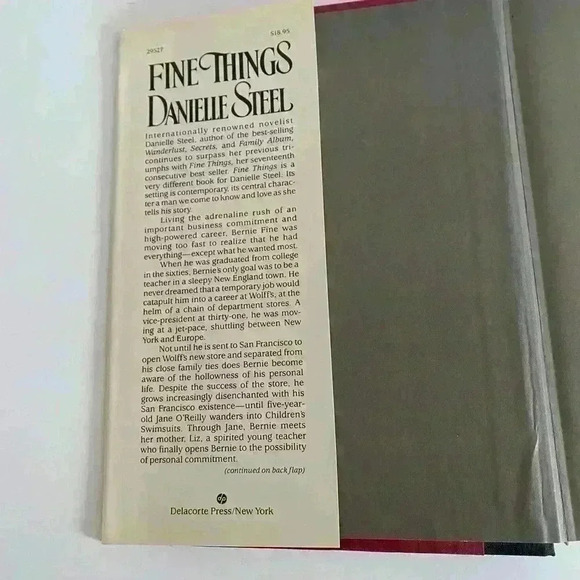 29527
$18.95
FINE THINGS
DANIELLE STEEL
Internationally renowned novelist
Danielle Steel, author of the best-selling
Wanderlust, Secrets, and Family Album,
continues to surpass her previous tri-
umphs with Fine Things, her seventeenth
consecutive best seller. Fine Things is a
very different book for Danielle Steel. Its
setting is contemporary, its central charac-
ter a man we come to know and love as she
tells his story.
Living the adrenaline rush of an
important business commitment and
high-powered career, Bernie Fine was
moving too fast to realize that he had
everything—except what he wanted most.
When he was graduated from college
in the sixties, Bernie's only goal was to be a
teacher in a sleepy New England town. He
never dreamed that a temporary job would
catapult him into a career at Wolff's, at the
helm of a chain of department stores. A
vice-president at thirty-one, he was mov-
ing at a jet-pace, shuttling between New
York and Europe.
Not until he is sent to San Francisco to
open Wolff's new store and separated from
his close family ties does Bernie become
aware of the hollowness of his personal
life. Despite the success of the store, he
grows increasingly disenchanted with his
San Francisco existence—until five-year-
old Jane O'Reilly wanders into Children's
Swimsuits. Through Jane, Bernie meets
her mother, Liz, a spirited young teacher
who finally opens Bernie to the possibility
of personal commitment.
(continued on back flap)
Delacorte Press/New York